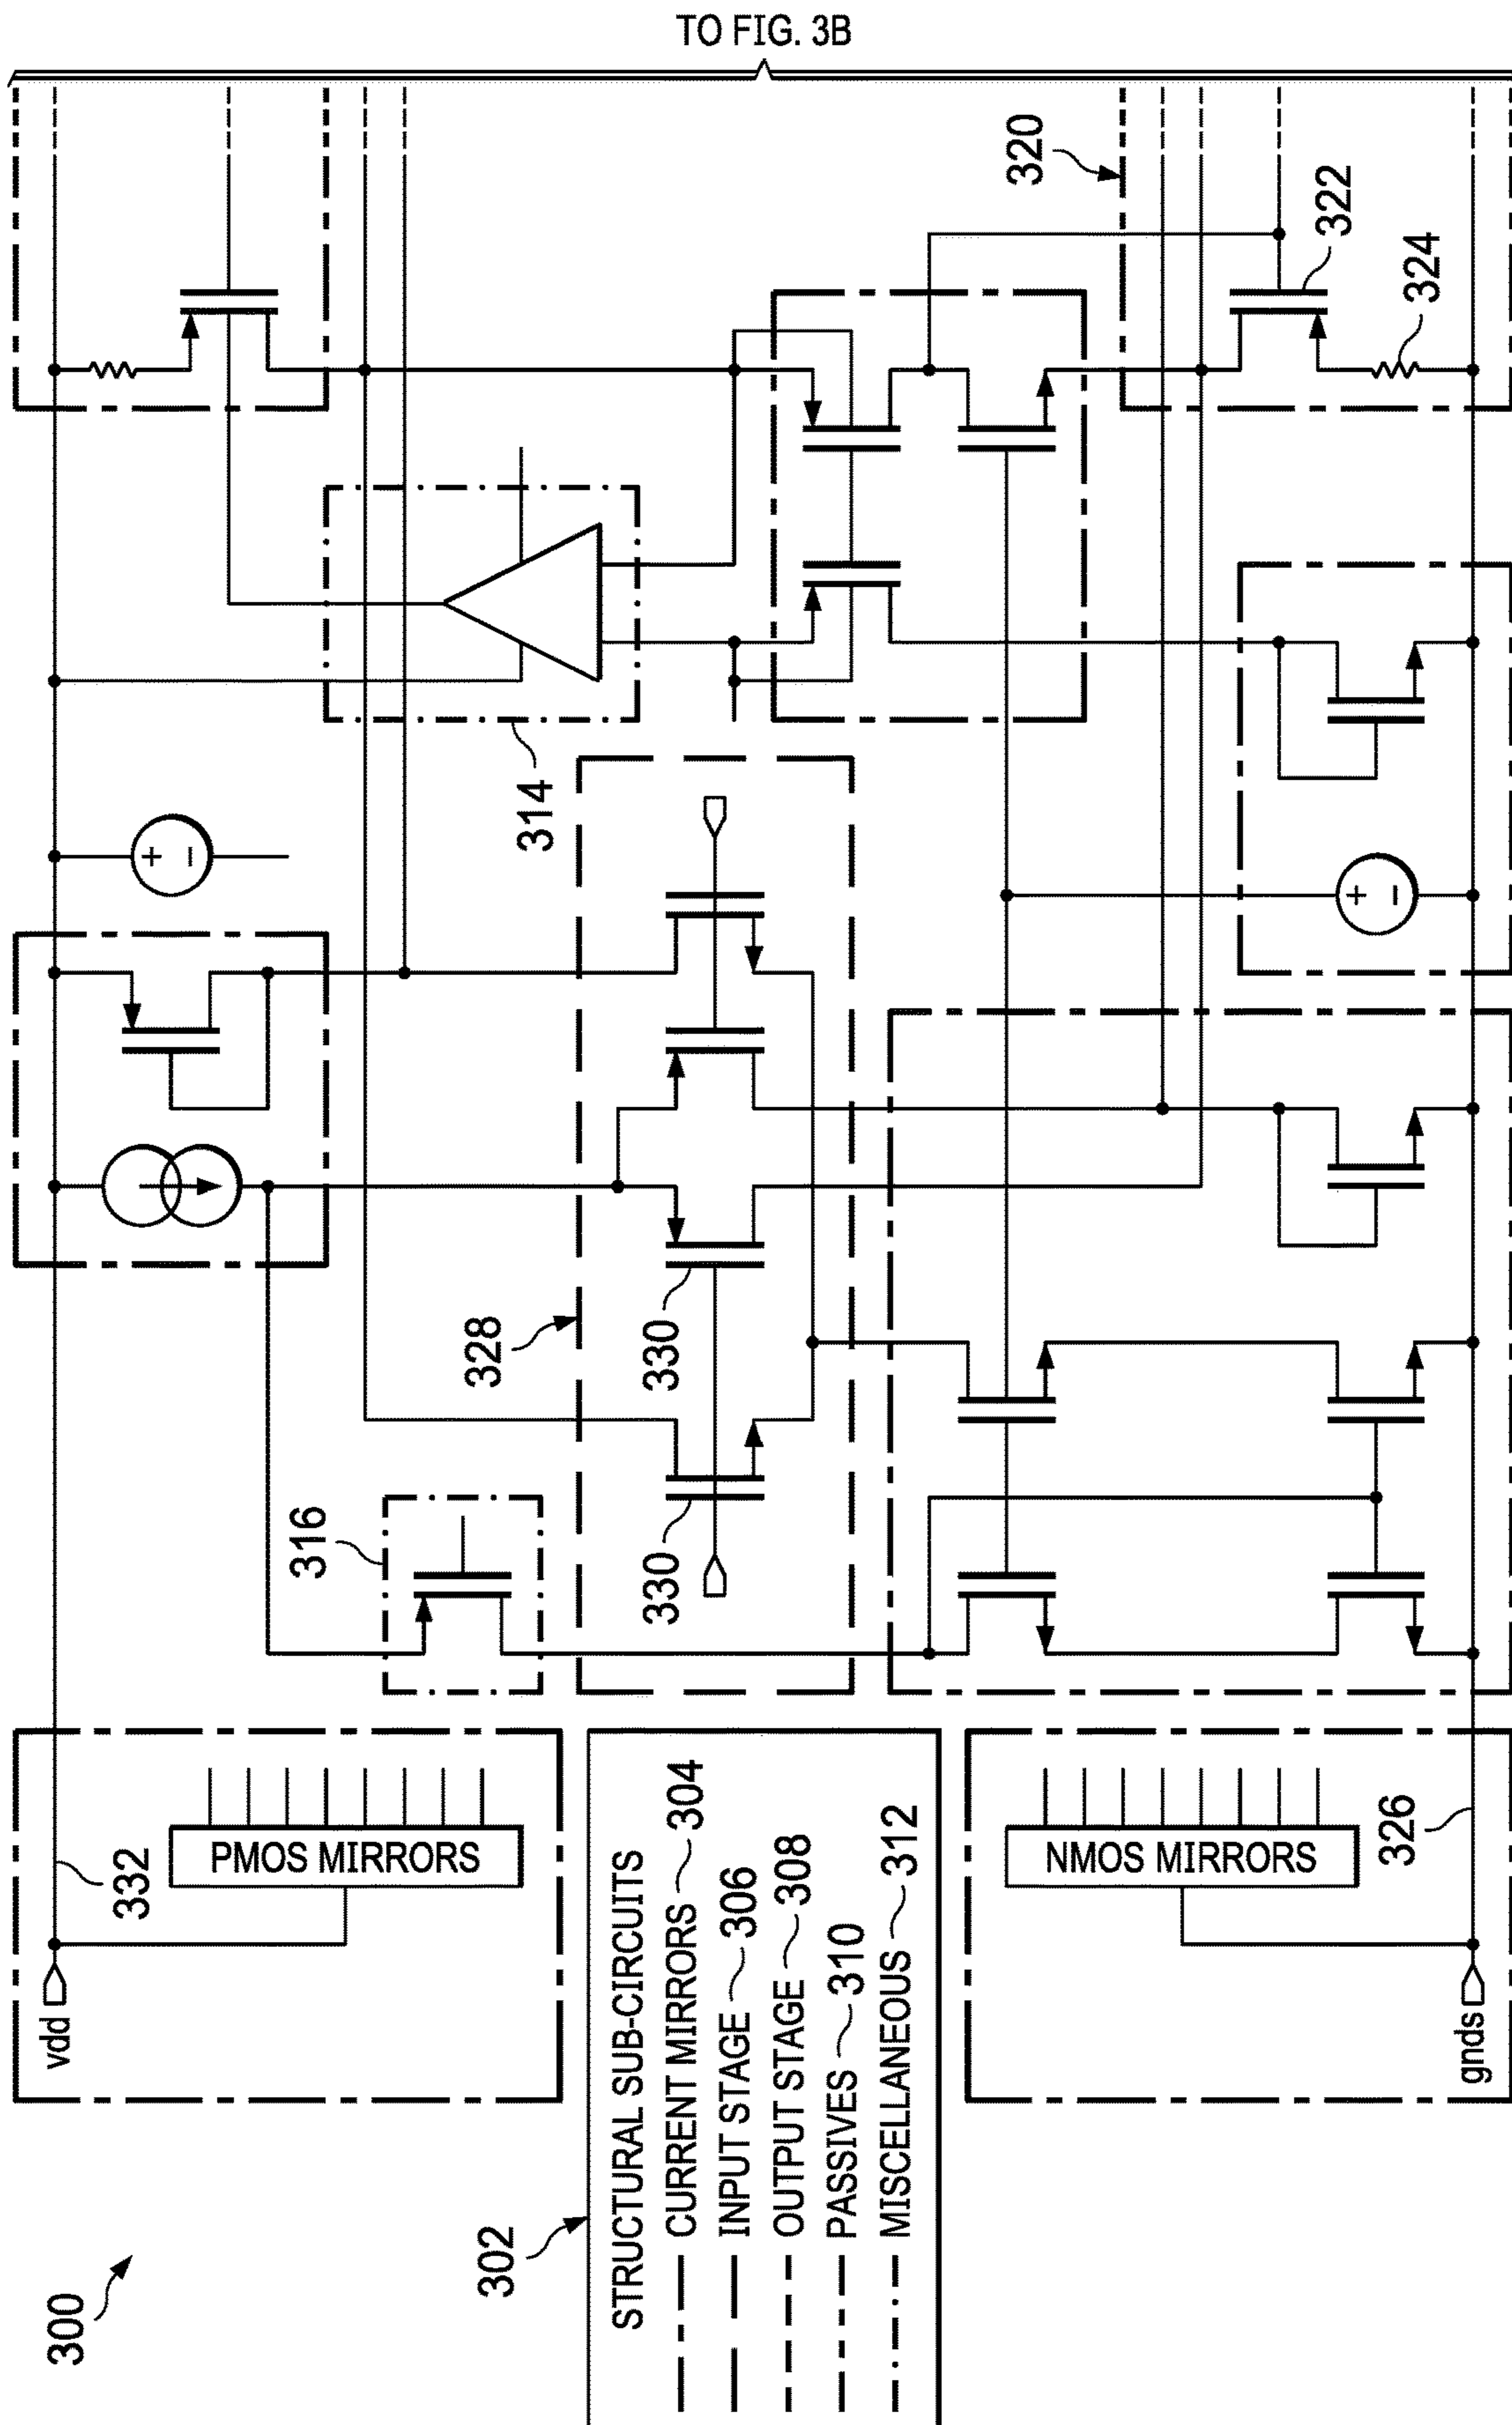 TO FIG. 3B
320
322
324
314
+ −
+ −
328
330
330
316
332
PMOS MIRRORS
vdd
302
STRUCTURAL SUB-CIRCUITS
CURRENT MIRRORS 304
INPUT STAGE 306
OUTPUT STAGE 308
PASSIVES 310
MISCELLANEOUS 312
NMOS MIRRORS
326
gnds
300